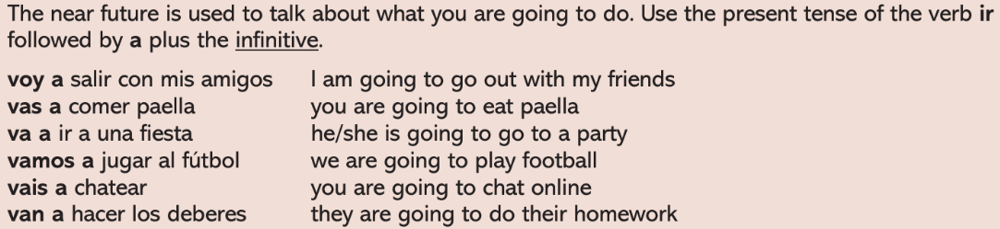 The near future is used to talk about what you are going to do. Use the present tense of the verb ir
followed by a plus the infinitive.
voy a salir con mis amigos I am going to go out with my friends
vas a comer paella you are going to eat paella
va a ir a una fiesta he/she is going to go to a party
vamos a jugar al fútbol we are going to play football
vais a chatear you are going to chat online
van a hacer los deberes they are going to do their homework